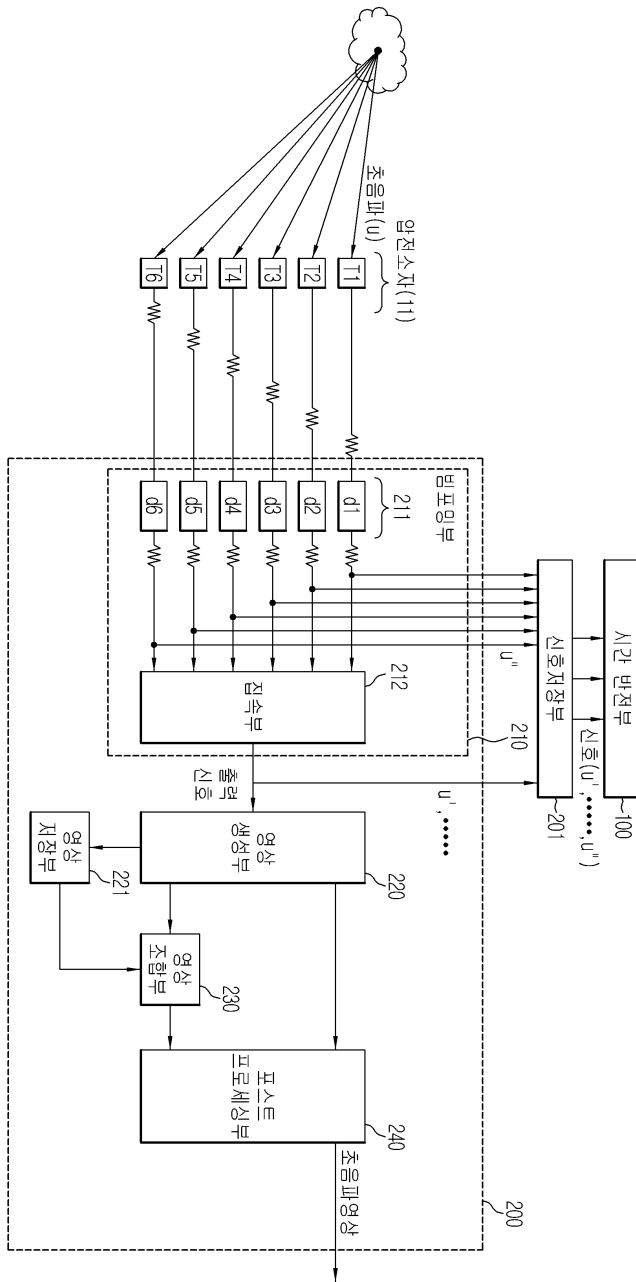 초음파(u)
압전소자(11)
T1
T2
T3
T4
T5
T6
빔포밍부
211
d1
d2
d3
d4
d5
d6
u"
212
집속부
210
신호저장부
201
시간 반전부
100
신호(u',·····,u")
출력
신호
u',·····
영상
생성부
220
영상
저장부
221
영상
조합부
230
포스트
프로세싱부
240
초음파영상
200